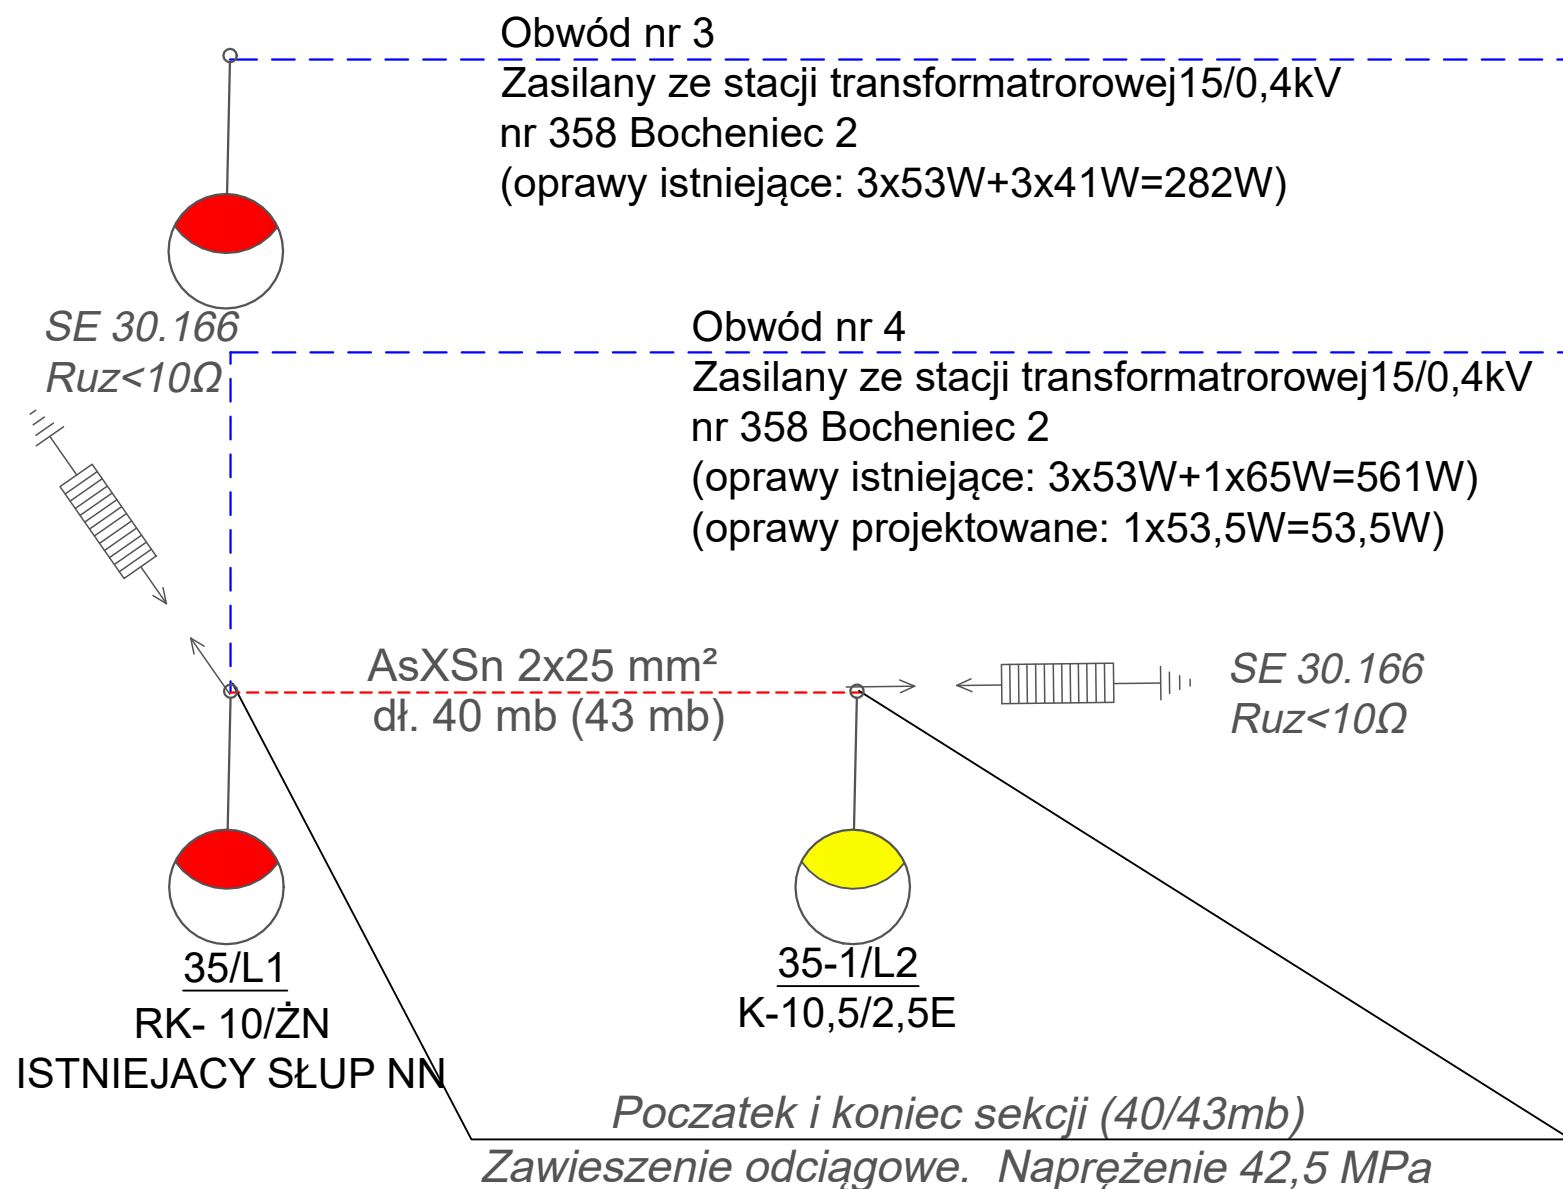 Obwód nr 3
Zasilany ze stacji transformatrorowej15/0,4kV
nr 358 Bocheniec 2
(oprawy istniejące: 3x53W+3x41W=282W)
SE 30.166
Ruz<10Ω
Obwód nr 4
Zasilany ze stacji transformatrorowej15/0,4kV
nr 358 Bocheniec 2
(oprawy istniejące: 3x53W+1x65W=561W)
(oprawy projektowane: 1x53,5W=53,5W)
AsXSn 2x25 mm²
dł. 40 mb (43 mb)
SE 30.166
Ruz<10Ω
35/L1
RK- 10/ŻN
ISTNIEJACY SŁUP NN
35-1/L2
K-10,5/2,5E
Poczatek i koniec sekcji (40/43mb)
Zawieszenie odciągowe. Naprężenie 42,5 MPa